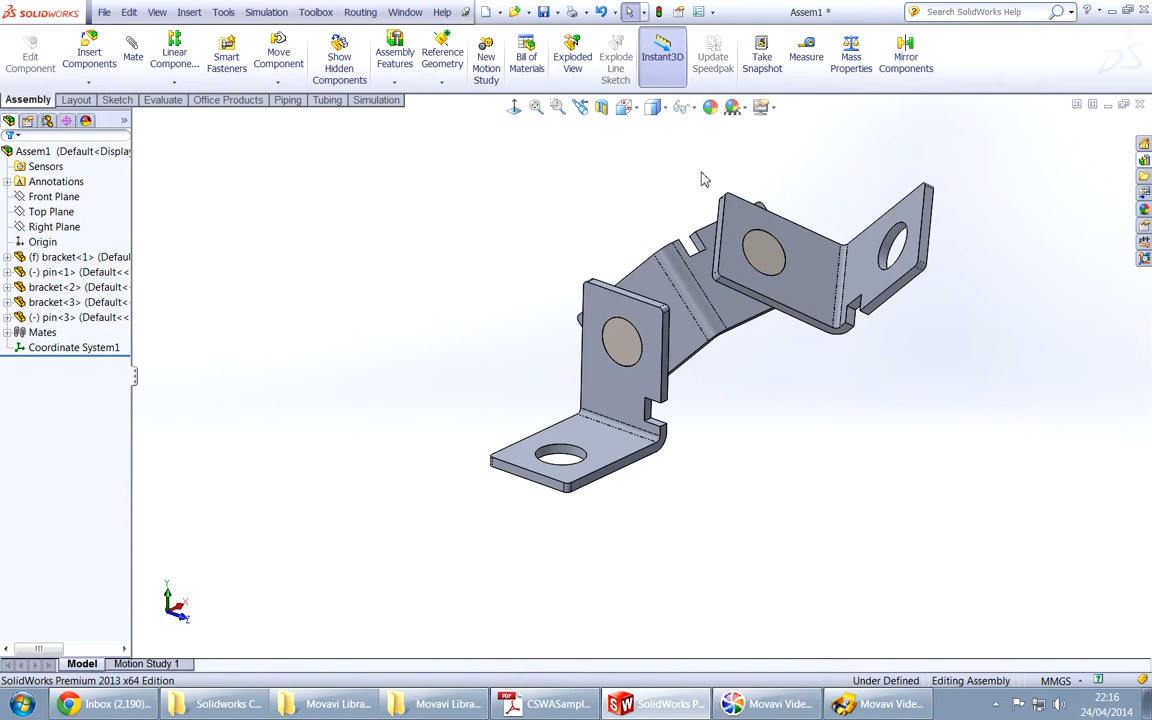 SOLIDWORKS File Edit View Insert Tools Simulation Toolbox Routing Window Help Assem1 * Search SolidWorks Help
Edit Component
Insert Components
Mate
Linear Compone...
Smart Fasteners
Move Component
Show Hidden Components
Assembly Features
Reference Geometry
New Motion Study
Bill of Materials
Exploded View
Explode Line Sketch
Instant3D
Update Speedpak
Take Snapshot
Measure
Mass Properties
Mirror Components
Assembly Layout Sketch Evaluate Office Products Piping Tubing Simulation
Assem1 (Default<Display
Sensors
Annotations
Front Plane
Top Plane
Right Plane
Origin
(f) bracket<1> (Defaul
(-) pin<1> (Default<<
bracket<2> (Default<
bracket<3> (Default<
(-) pin<3> (Default<<
Mates
Coordinate System1
Y
X
Z
Model Motion Study 1
SolidWorks Premium 2013 x64 Edition Under Defined Editing Assembly MMGS
Inbox (2,190)... Solidworks C... Movavi Libra... Movavi Libra... CSWASampl... SolidWorks P... Movavi Vide... Movavi Vide... 22:16
24/04/2014